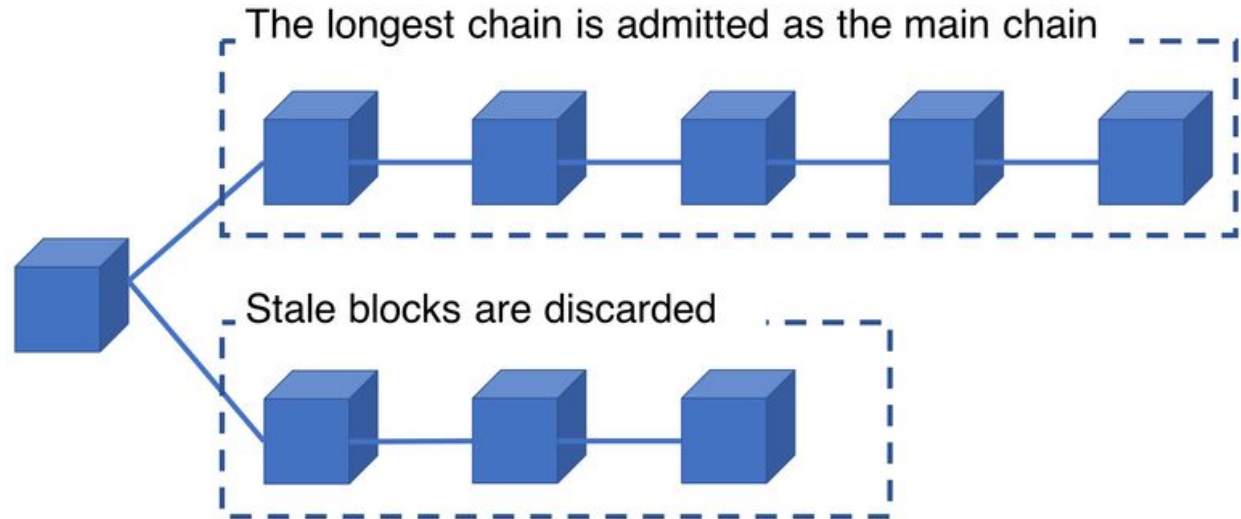 The longest chain is admitted as the main chain
Stale blocks are discarded